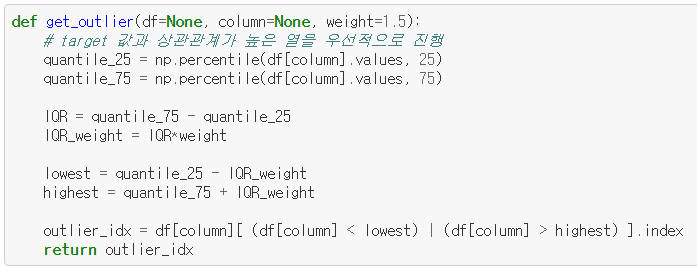 def get_outlier(df=None, column=None, weight=1.5):
# target 값과 상관관계가 높은 열을 우선적으로 진행
quantile_25 = np.percentile(df[column].values, 25)
quantile_75 = np.percentile(df[column].values, 75)
IQR = quantile_75 - quantile_25
IQR_weight = IQR*weight
lowest = quantile_25 - IQR_weight
highest = quantile_75 + IQR_weight
outlier_idx = df[column][ (df[column] < lowest) | (df[column] > highest) ].index
return outlier_idx